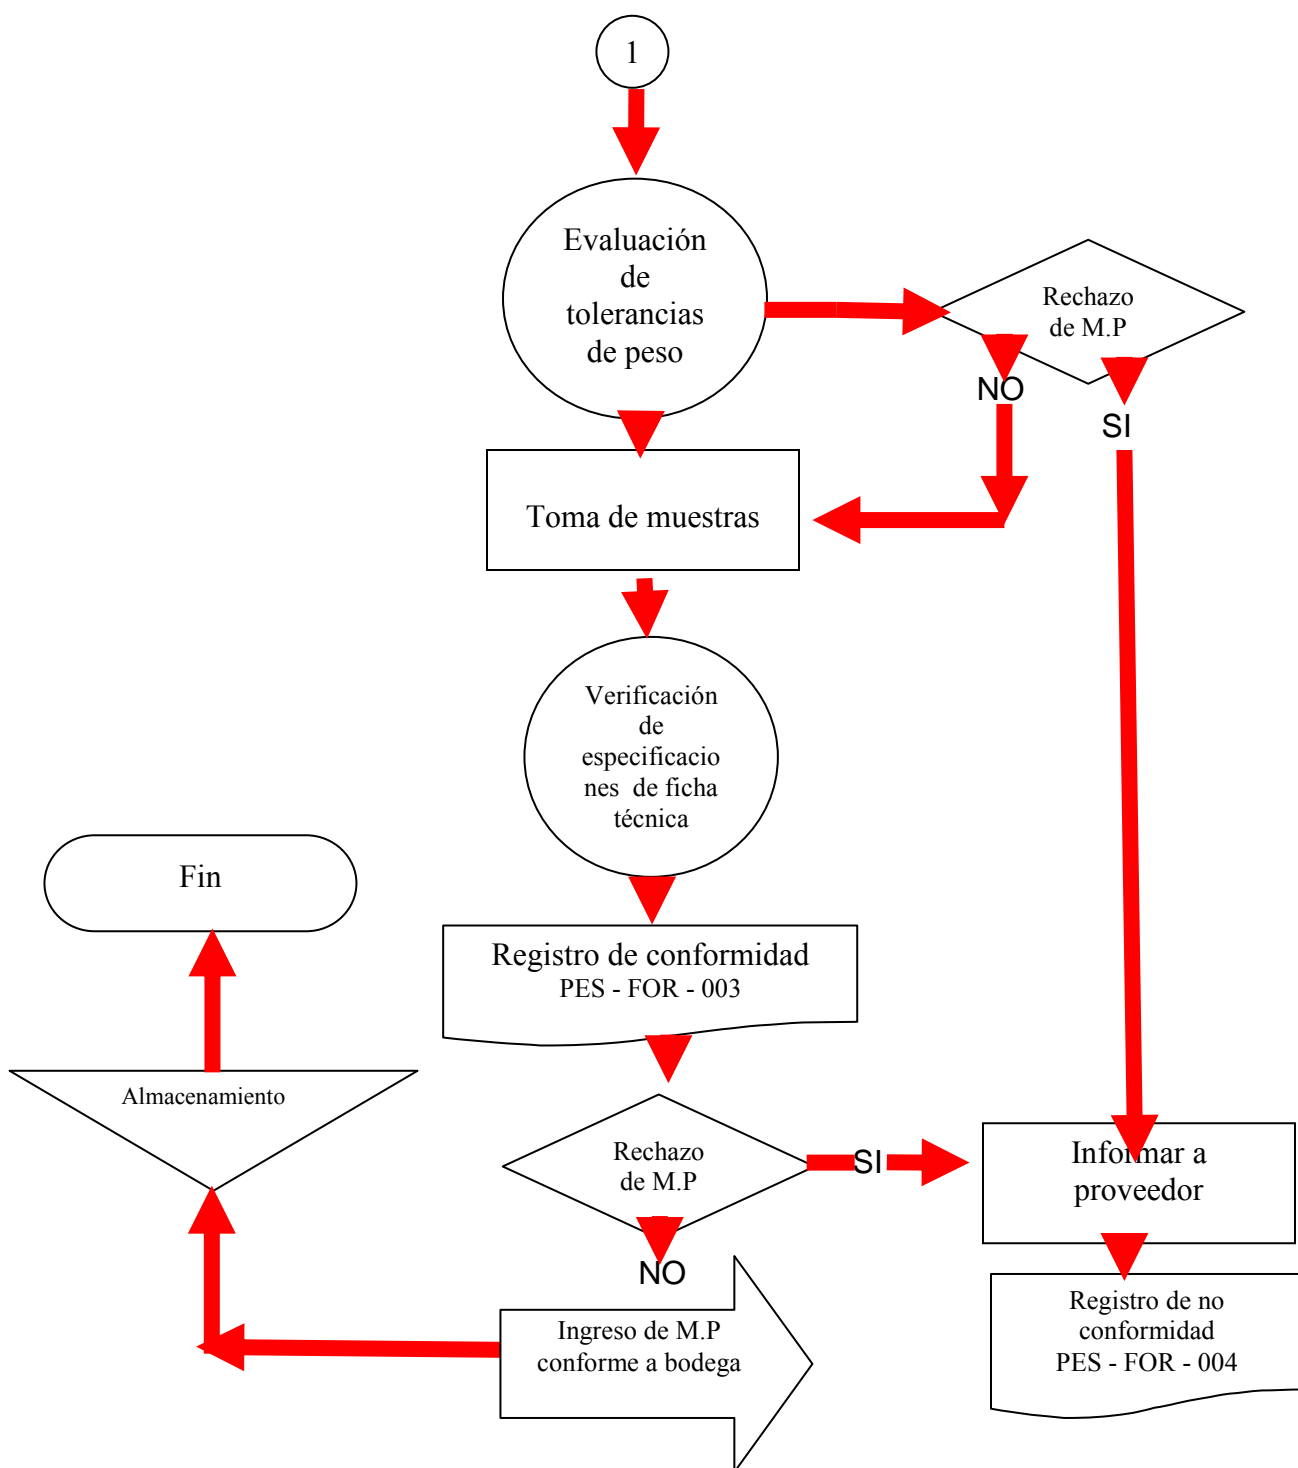 1
Evaluación
de
tolerancias
de peso
Rechazo
de M.P
NO
SI
Toma de muestras
Verificación
de
especificacio
nes de ficha
técnica
Fin
Registro de conformidad
PES - FOR - 003
Almacenamiento
Rechazo
de M.P
SI
Informar a
proveedor
NO
Ingreso de M.P
conforme a bodega
Registro de no
conformidad
PES - FOR - 004